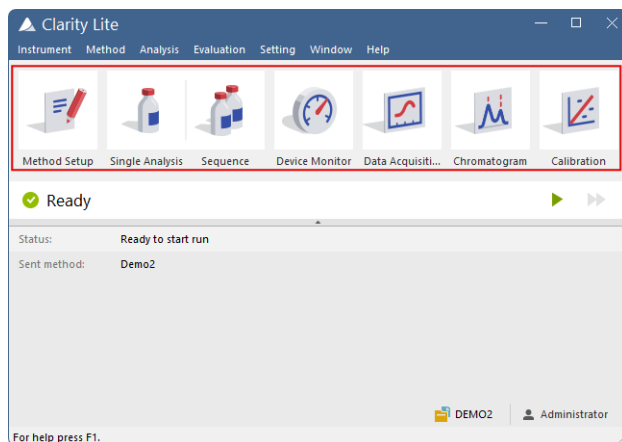 Clarity Lite
Instrument Method Analysis Evaluation Setting Window Help
Method Setup Single Analysis Sequence Device Monitor Data Acquisiti... Chromatogram Calibration
Ready
Status: Ready to start run
Sent method: Demo2
DEMO2 Administrator
For help press F1.